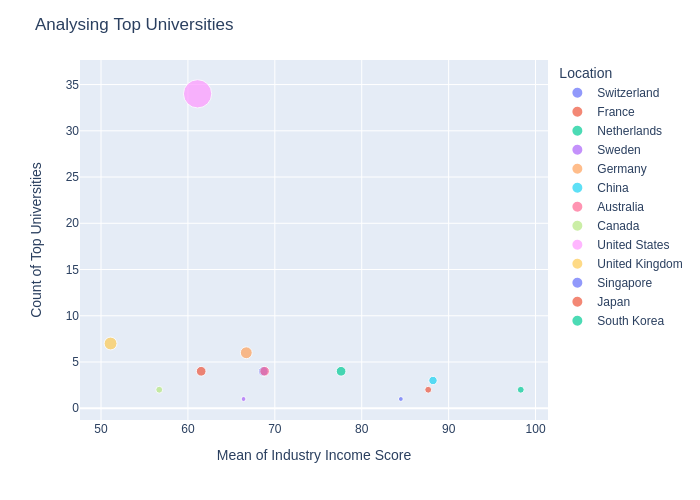 Analysing Top Universities
Location
Switzerland
France
Netherlands
Sweden
Germany
China
Australia
Canada
United States
United Kingdom
Singapore
Japan
South Korea
Count of Top Universities
35
30
25
20
15
10
5
0
50 60 70 80 90 100
Mean of Industry Income Score